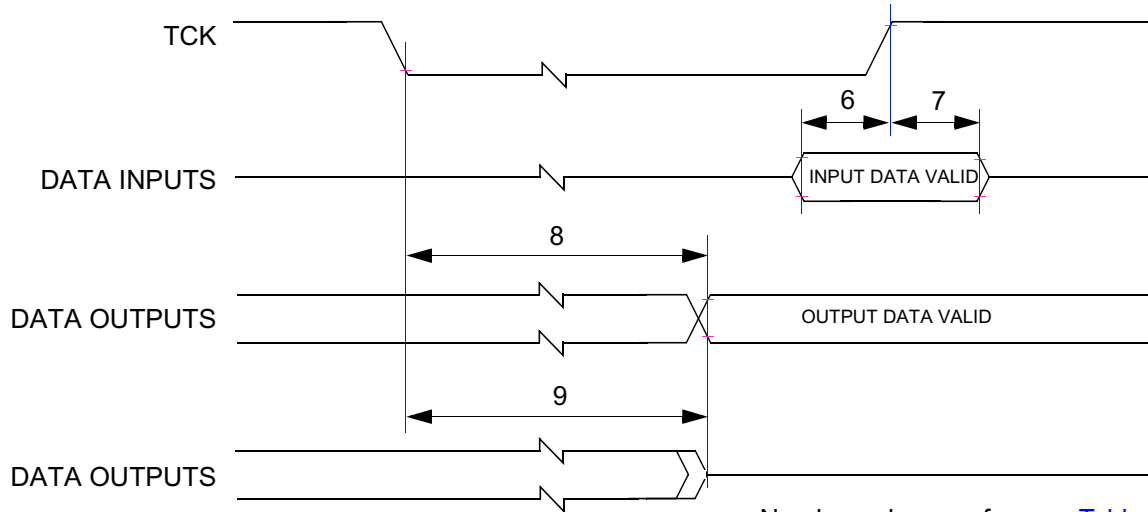 TCK
6 7
DATA INPUTS
INPUT DATA VALID
8
DATA OUTPUTS
OUTPUT DATA VALID
9
DATA OUTPUTS